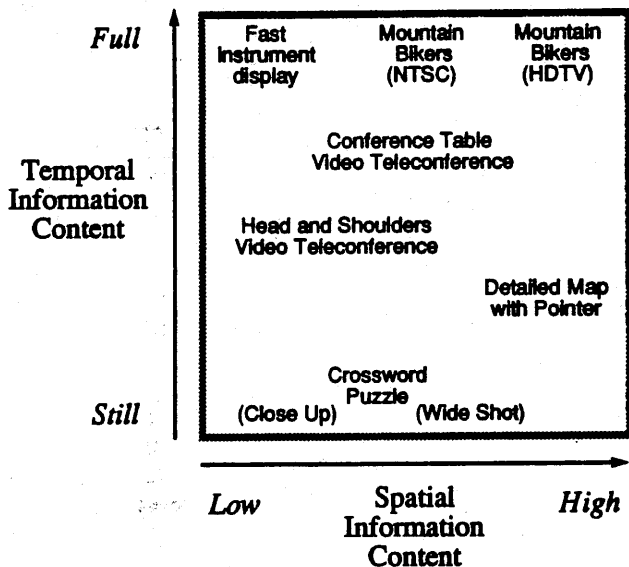 Full
Fast
Instrument
display
Mountain
Bikers
(NTSC)
Mountain
Bikers
(HDTV)
Conference Table
Video Teleconference
Temporal
Information
Content
Head and Shoulders
Video Teleconference
Detailed Map
with Pointer
Crossword
Puzzle
(Close Up) (Wide Shot)
Still
Low
Spatial
Information
Content
High